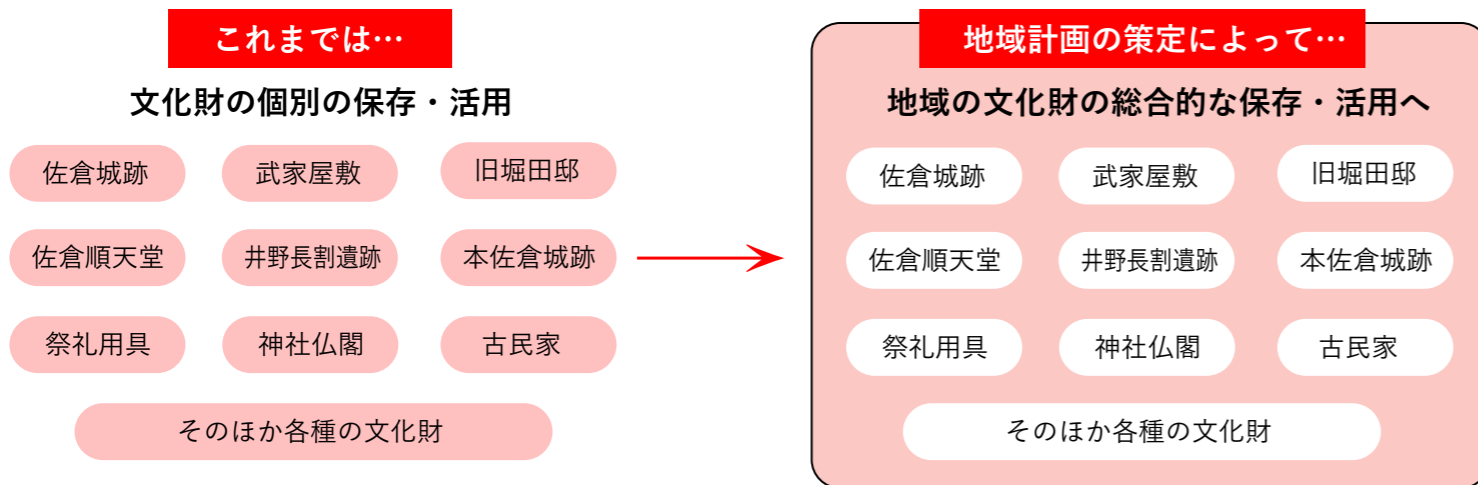 これまでは…
文化財の個別の保存・活用
佐倉城跡
武家屋敷
旧堀田邸
佐倉順天堂
井野長割遺跡
本佐倉城跡
祭礼用具
神社仏閣
古民家
そのほか各種の文化財
地域計画の策定によって…
地域の文化財の総合的な保存・活用へ
佐倉城跡
武家屋敷
旧堀田邸
佐倉順天堂
井野長割遺跡
本佐倉城跡
祭礼用具
神社仏閣
古民家
そのほか各種の文化財